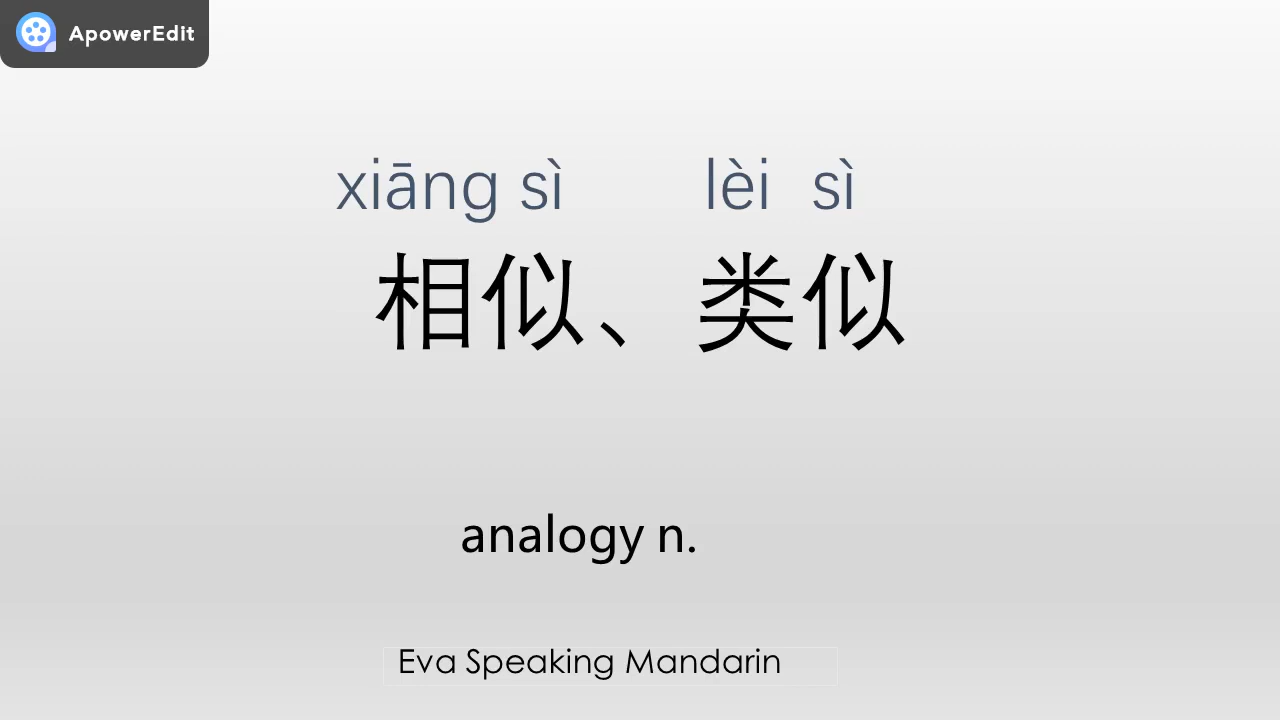 ApowerEdit
xiāng sì lèi sì
相似、类似
analogy n.
Eva Speaking Mandarin